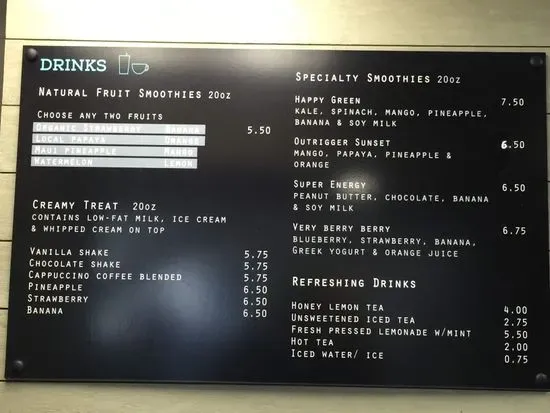 DRINKS
Natural Fruit Smoothies 20oz
Choose any two fruits
Organic Strawberry Banana 5.50
Local Papaya Orange
Maui Pineapple Mango
Watermelon Lemon
Creamy Treat 20oz
contains low-fat milk, ice cream
& whipped cream on top
Vanilla shake 5.75
Chocolate shake 5.75
Cappuccino coffee blended 5.75
Pineapple 6.50
Strawberry 6.50
Banana 6.50
Specialty Smoothies 20oz
Happy Green 7.50
kale, spinach, mango, pineapple,
banana & soy milk
Outrigger Sunset 6.50
mango, papaya, pineapple &
orange
Super Energy 6.50
peanut butter, chocolate, banana
& soy milk
Very Berry Berry 6.75
blueberry, strawberry, banana,
Greek yogurt & orange juice
Refreshing Drinks
Honey lemon tea 4.00
Unsweetened iced tea 2.75
Fresh pressed lemonade w/mint 5.50
Hot tea 2.00
Iced water/ ice 0.75